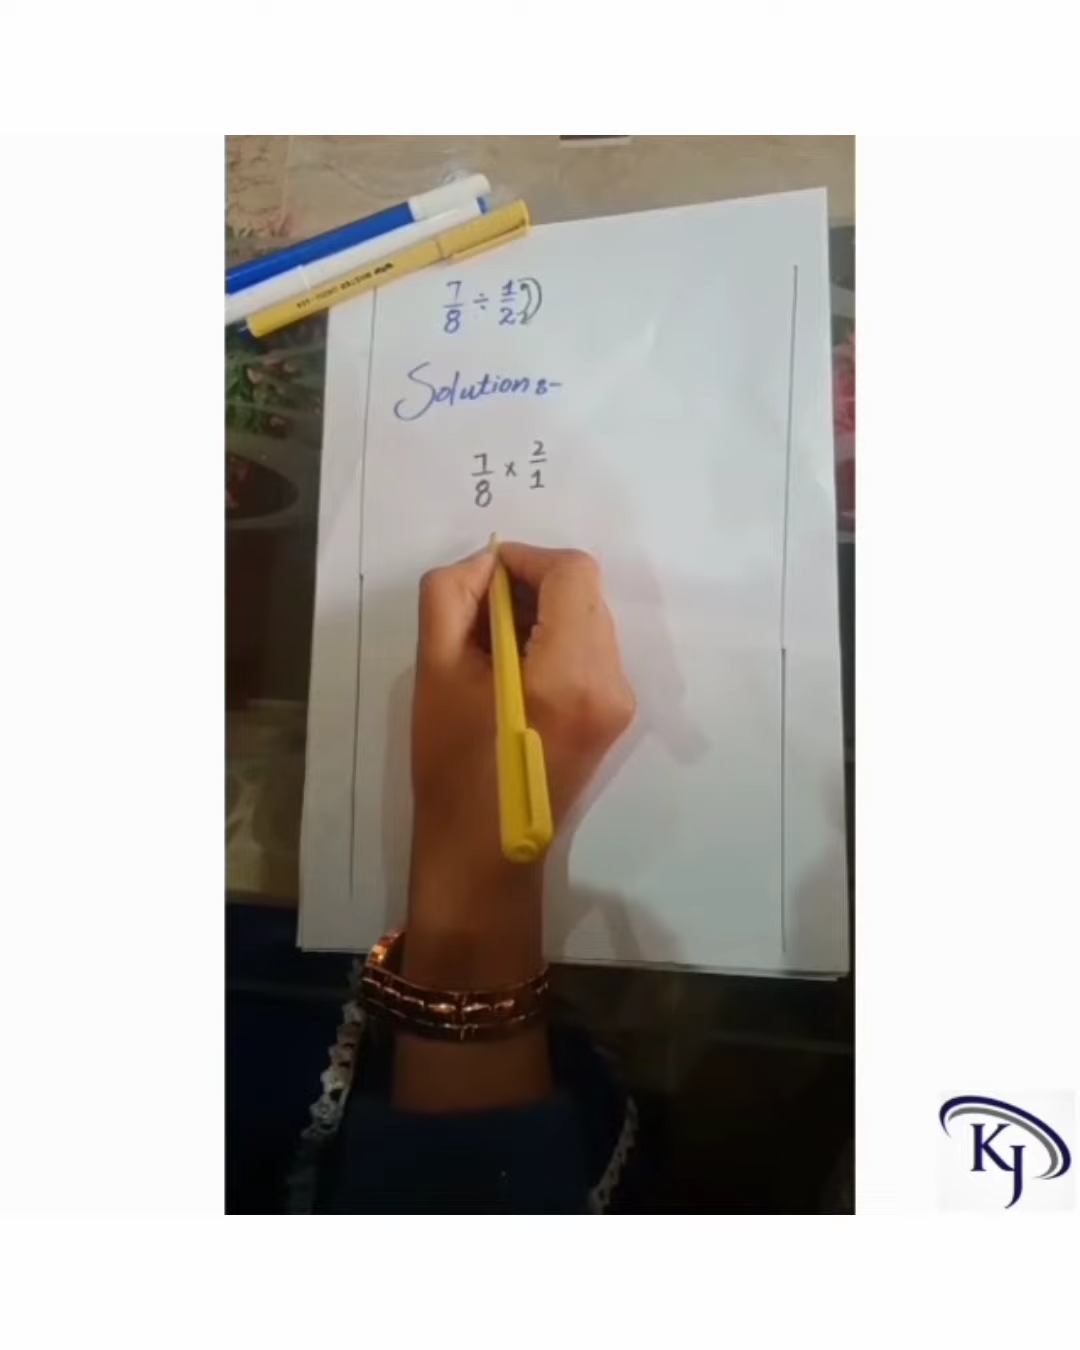 7/8 ÷ 1/2
Solution :-
7/8 × 2/1
KJ